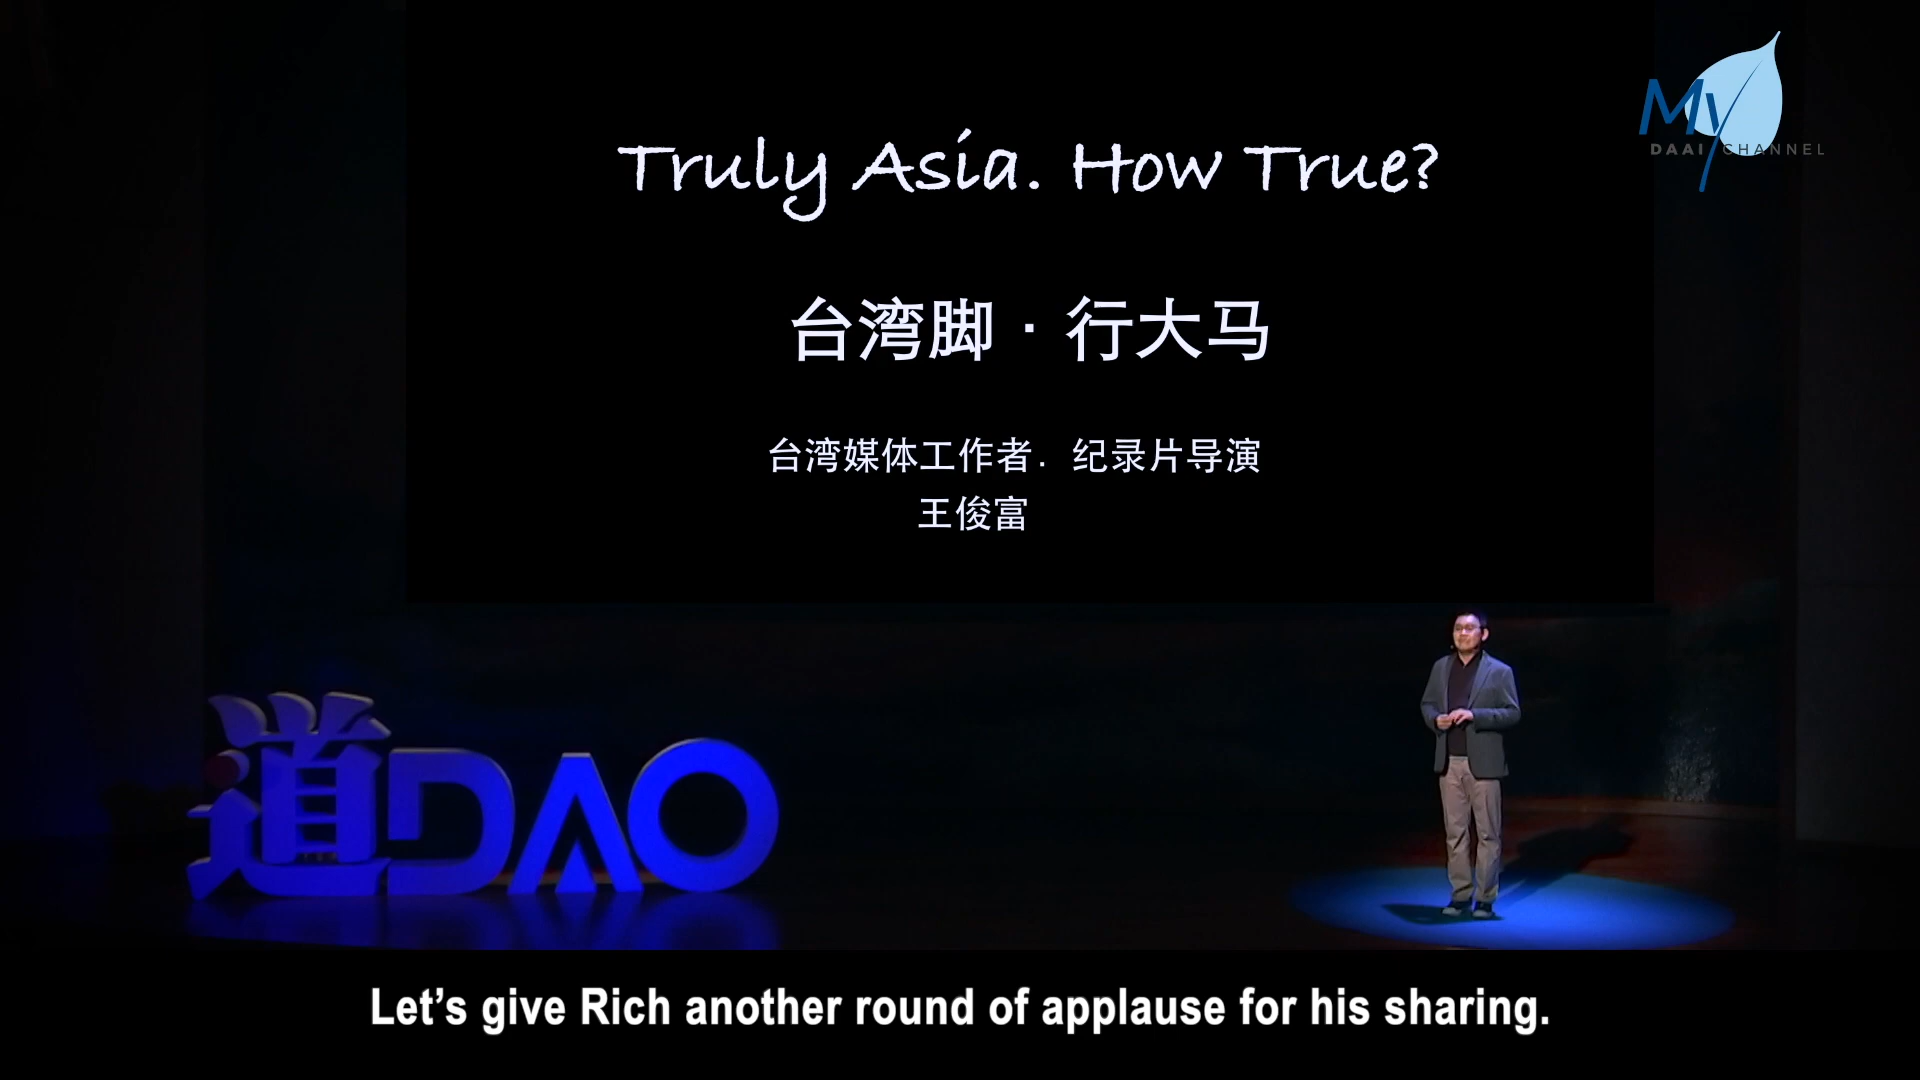 My
DAAI CHANNEL
Truly Asia. How True?
台湾脚·行大马
台湾媒体工作者. 纪录片导演
王俊富
道DAO
Let’s give Rich another round of applause for his sharing.